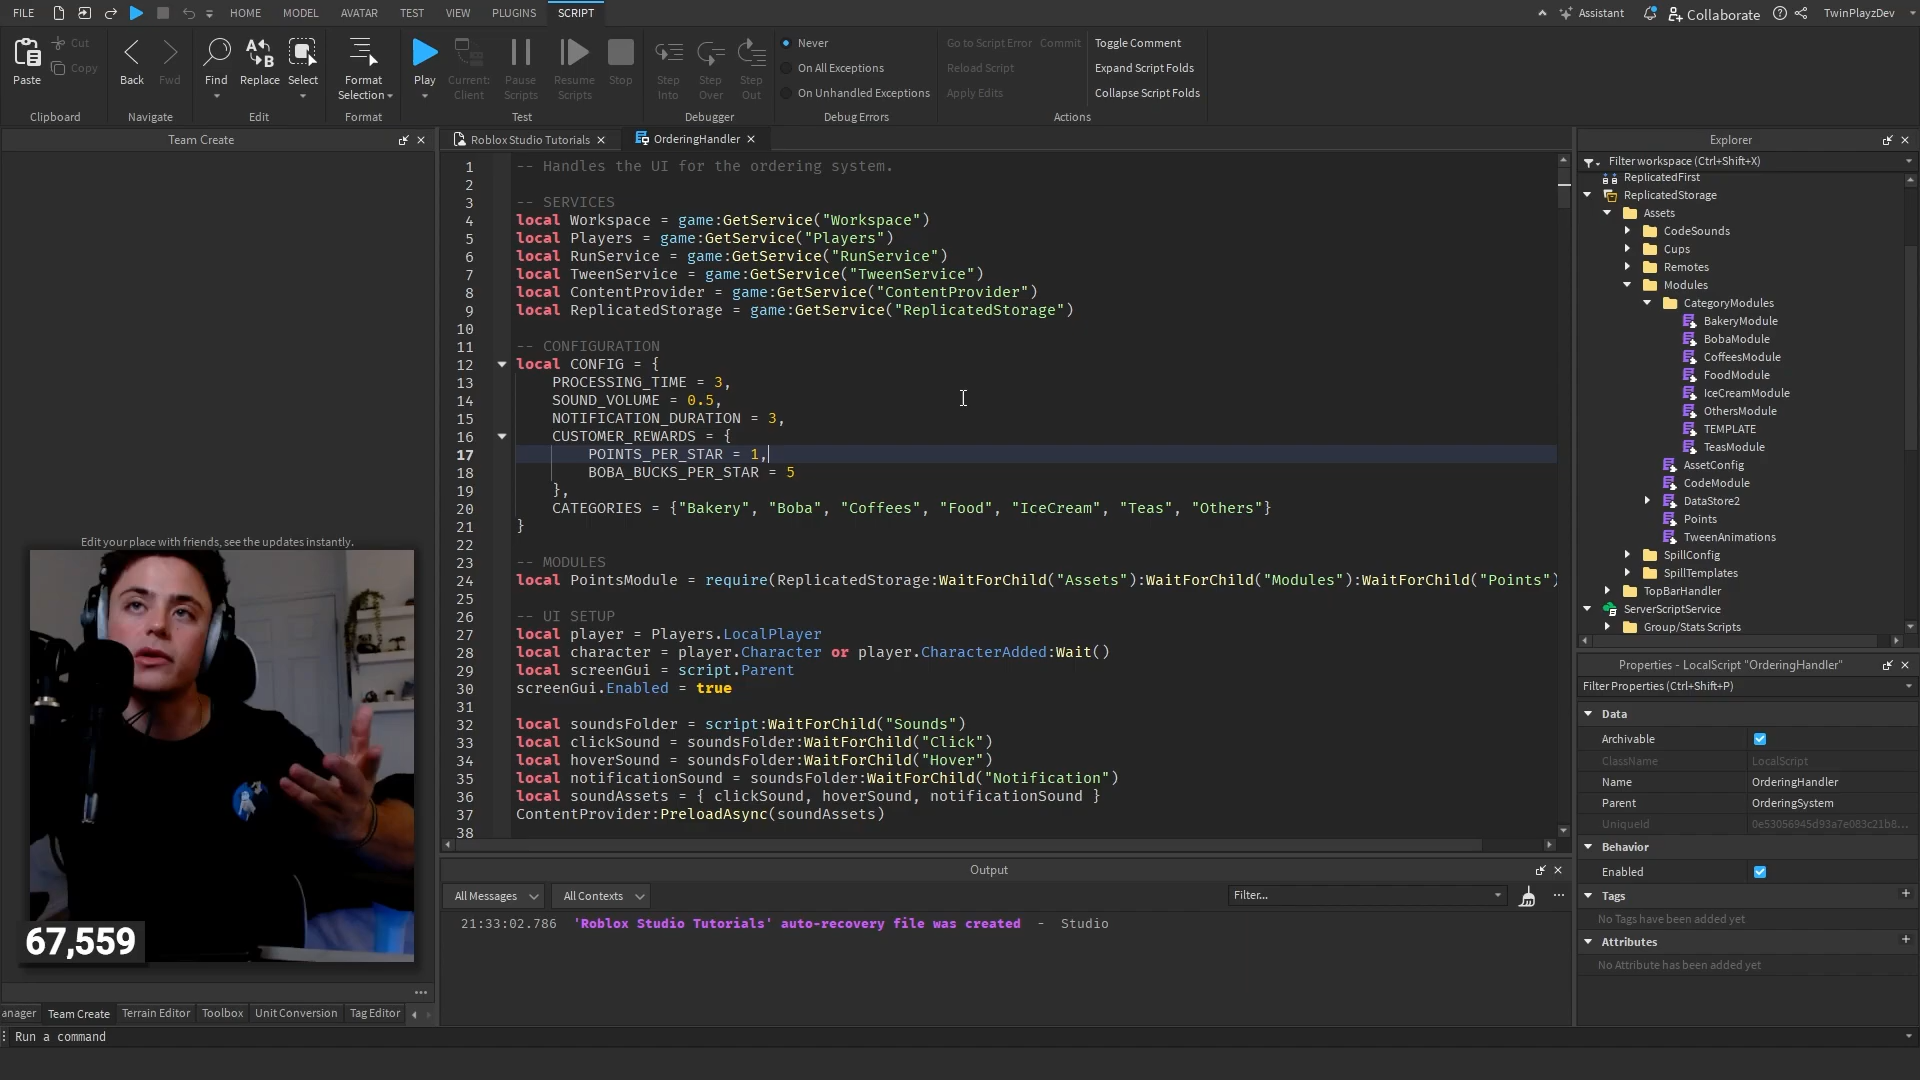 FILE HOME MODEL AVATAR TEST VIEW PLUGINS SCRIPT Assistant Collaborate TwinPlayzDev
Paste Cut Copy
Clipboard
Back Fwd
Navigate
Find Replace Select
Edit
Format Selection
Format
Play Current: Client Pause Scripts Resume Scripts Stop
Test
Step Into Step Over Step Out
Debugger
Never
On All Exceptions
On Unhandled Exceptions
Debug Errors
Go to Script Error Commit
Reload Script
Apply Edits
Toggle Comment
Expand Script Folds
Collapse Script Folds
Actions
Team Create
Edit your place with friends, see the updates instantly.
67,559
anager Team Create Terrain Editor Toolbox Unit Conversion Tag Editor
Run a command
Roblox Studio Tutorials OrderingHandler
1 -- Handles the UI for the ordering system.
2
3 -- SERVICES
4 local Workspace = game:GetService("Workspace")
5 local Players = game:GetService("Players")
6 local RunService = game:GetService("RunService")
7 local TweenService = game:GetService("TweenService")
8 local ContentProvider = game:GetService("ContentProvider")
9 local ReplicatedStorage = game:GetService("ReplicatedStorage")
10
11 -- CONFIGURATION
12 local CONFIG = {
13 PROCESSING_TIME = 3,
14 SOUND_VOLUME = 0.5,
15 NOTIFICATION_DURATION = 3,
16 CUSTOMER_REWARDS = {
17 POINTS_PER_STAR = 1,
18 BOBA_BUCKS_PER_STAR = 5
19 },
20 CATEGORIES = {"Bakery", "Boba", "Coffees", "Food", "IceCream", "Teas", "Others"}
21 }
22
23 -- MODULES
24 local PointsModule = require(ReplicatedStorage:WaitForChild("Assets"):WaitForChild("Modules"):WaitForChild("Points")
25
26 -- UI SETUP
27 local player = Players.LocalPlayer
28 local character = player.Character or player.CharacterAdded:Wait()
29 local screenGui = script.Parent
30 screenGui.Enabled = true
31
32 local soundsFolder = script:WaitForChild("Sounds")
33 local clickSound = soundsFolder:WaitForChild("Click")
34 local hoverSound = soundsFolder:WaitForChild("Hover")
35 local notificationSound = soundsFolder:WaitForChild("Notification")
36 local soundAssets = { clickSound, hoverSound, notificationSound }
37 ContentProvider:PreloadAsync(soundAssets)
38
Output
All Messages All Contexts Filter...
21:33:02.786 'Roblox Studio Tutorials' auto-recovery file was created - Studio
Explorer
Filter workspace (Ctrl+Shift+X)
ReplicatedFirst
ReplicatedStorage
Assets
CodeSounds
Cups
Remotes
Modules
CategoryModules
BakeryModule
BobaModule
CoffeesModule
FoodModule
IceCreamModule
OthersModule
TEMPLATE
TeasModule
AssetConfig
CodeModule
DataStore2
Points
TweenAnimations
SpillConfig
SpillTemplates
TopBarHandler
ServerScriptService
Group/Stats Scripts
Properties - LocalScript "OrderingHandler"
Filter Properties (Ctrl+Shift+P)
Data
Archivable
ClassName LocalScript
Name OrderingHandler
Parent OrderingSystem
UniqueId 0e53056945d93a7e083c21b8...
Behavior
Enabled
Tags
No Tags have been added yet
Attributes
No Attribute has been added yet